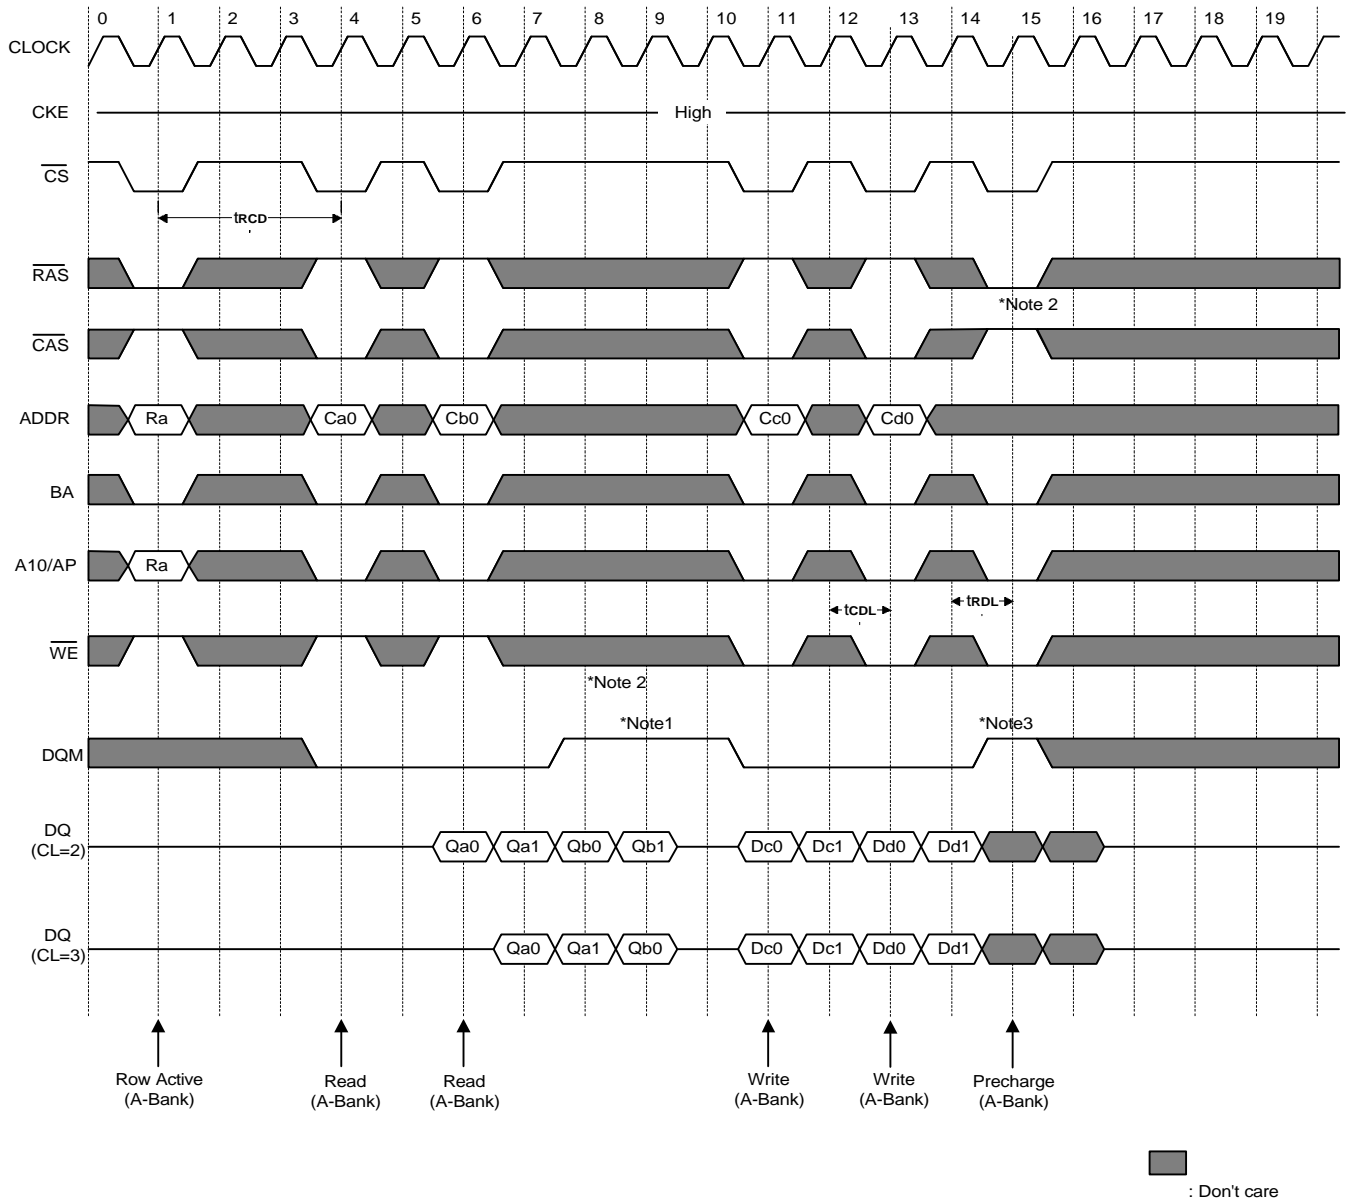 0 1 2 3 4 5 6 7 8 9 10 11 12 13 14 15 16 17 18 19
CLOCK
CKE High
CS
tRCD
RAS
*Note 2
CAS
ADDR Ra Ca0 Cb0 Cc0 Cd0
BA
A10/AP Ra
tCDL tRDL
WE
*Note 2
*Note1 *Note3
DQM
DQ
(CL=2) Qa0 Qa1 Qb0 Qb1 Dc0 Dc1 Dd0 Dd1
DQ
(CL=3) Qa0 Qa1 Qb0 Dc0 Dc1 Dd0 Dd1
Row Active Read Read Write Write Precharge
(A-Bank) (A-Bank) (A-Bank) (A-Bank) (A-Bank) (A-Bank)
: Don't care